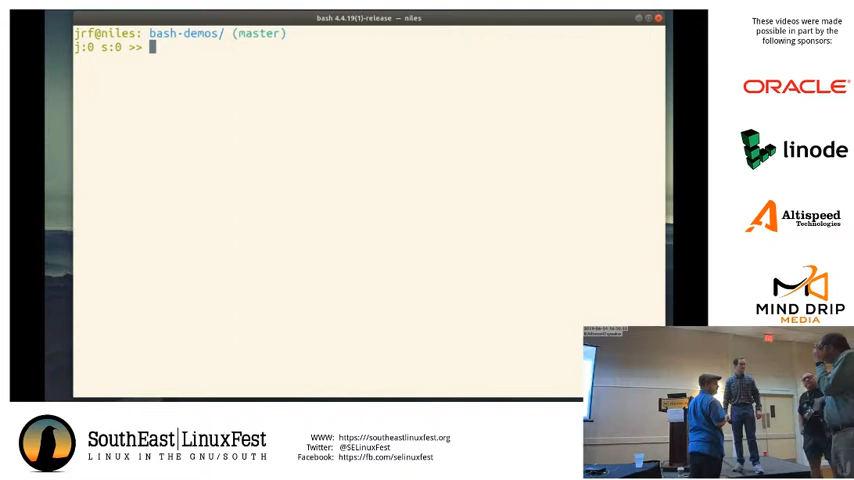 bash 4.4.19(1)-release — niles
jrf@niles: bash-demos/ (master)
j:0 s:0 >>
These videos were made
possible in part by the
following sponsors:
ORACLE
linode
Altispeed
Technologies
MIND DRIP
MEDIA
SouthEast|LinuxFest
LINUX IN THE GNU/SOUTH
WWW: https:///southeastlinuxfest.org
Twitter: @SELinuxFest
Facebook: https://fb.com/selinuxfest